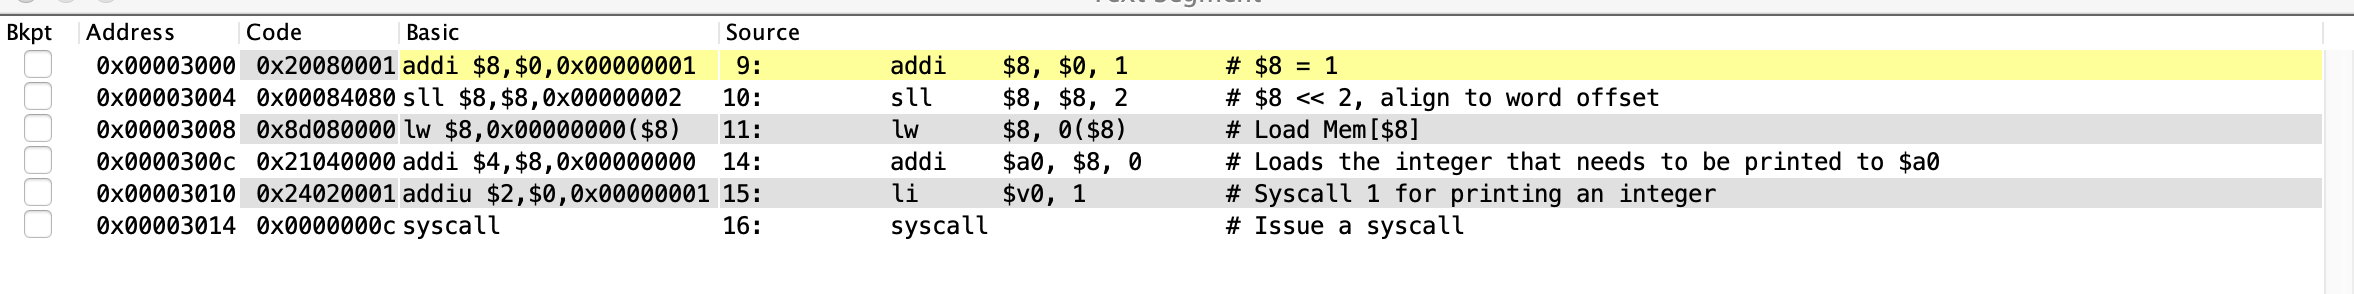 Text Segment
Bkpt Address Code Basic Source
0x00003000 0x20080001 addi $8,$0,0x00000001 9: addi $8, $0, 1 # $8 = 1
0x00003004 0x00084080 sll $8,$8,0x00000002 10: sll $8, $8, 2 # $8 << 2, align to word offset
0x00003008 0x8d080000 lw $8,0x00000000($8) 11: lw $8, 0($8) # Load Mem[$8]
0x0000300c 0x21040000 addi $4,$8,0x00000000 14: addi $a0, $8, 0 # Loads the integer that needs to be printed to $a0
0x00003010 0x24020001 addiu $2,$0,0x00000001 15: li $v0, 1 # Syscall 1 for printing an integer
0x00003014 0x0000000c syscall 16: syscall # Issue a syscall